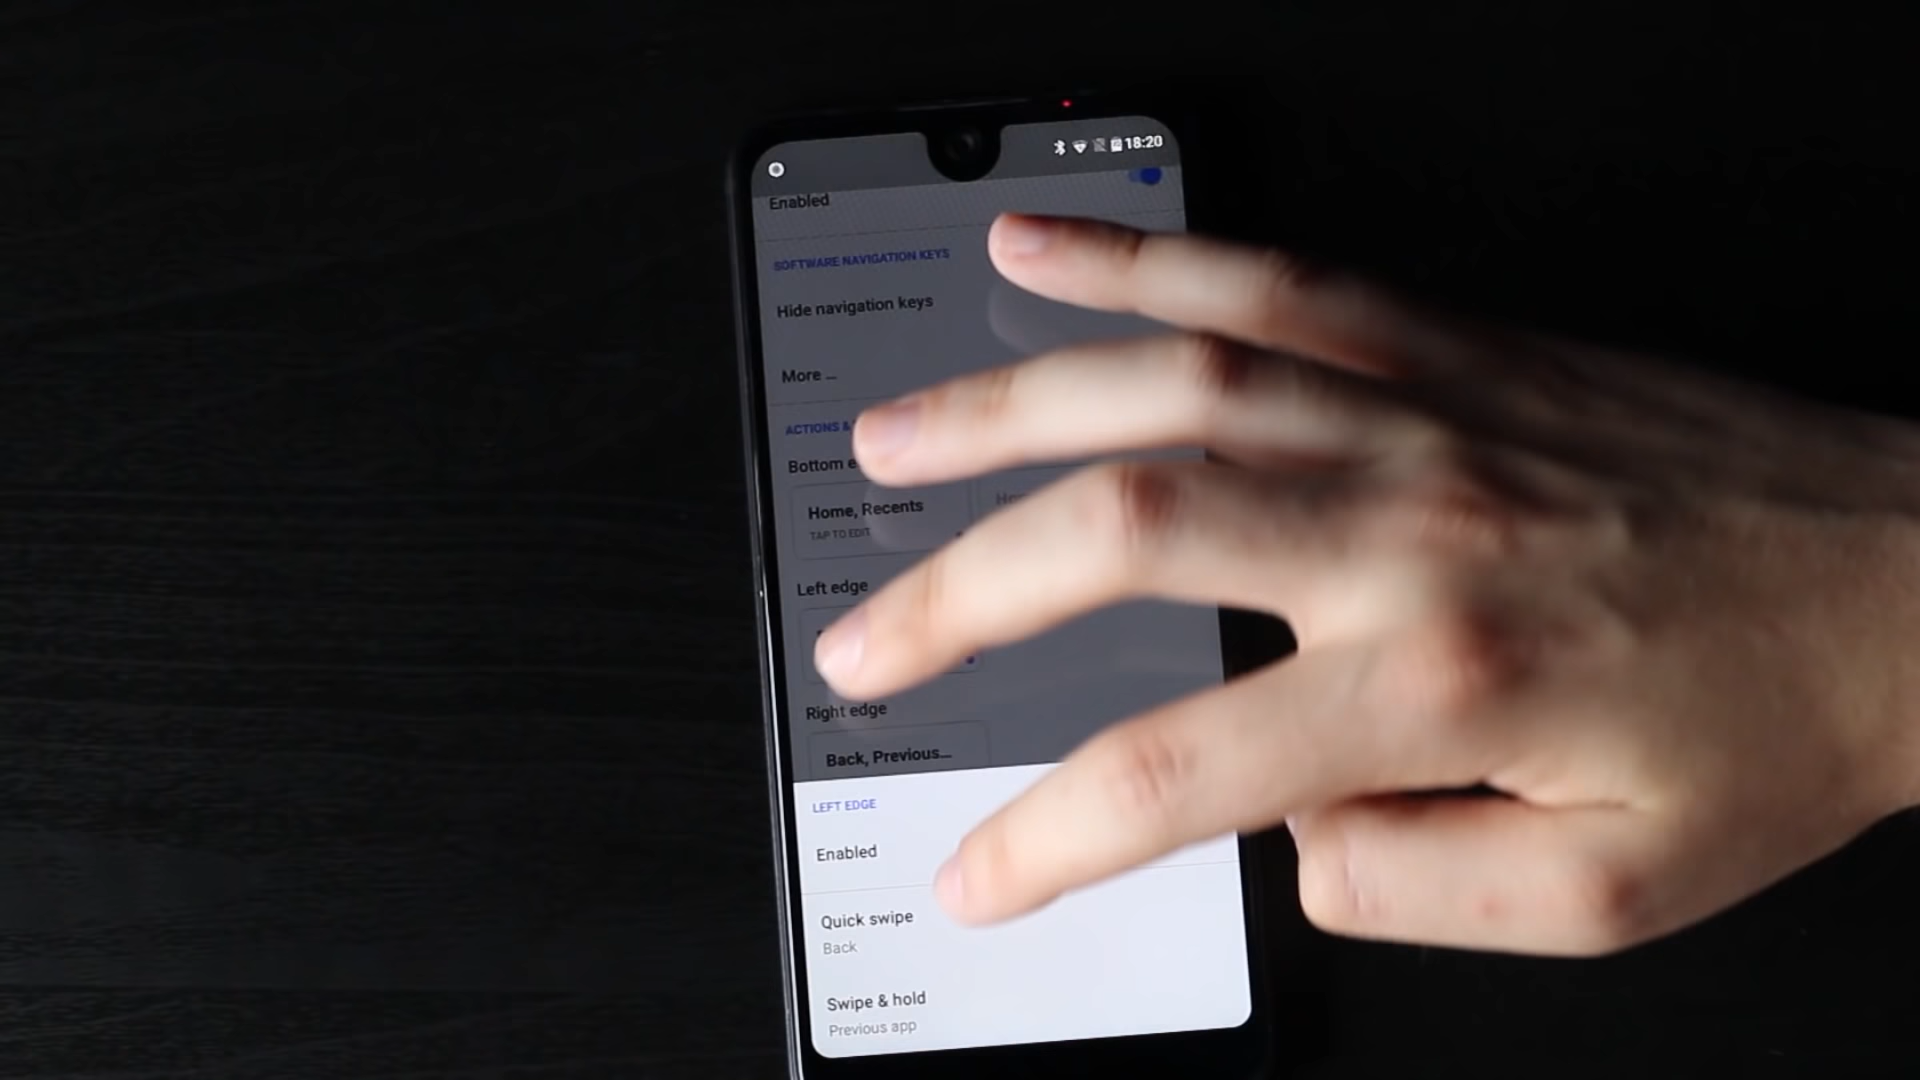 18:20
Enabled
SOFTWARE NAVIGATION KEYS
Hide navigation keys
More ...
ACTIONS &
Bottom e
Home, Recents
TAP TO EDIT
Left edge
Right edge
Back, Previous...
LEFT EDGE
Enabled
Quick swipe
Back
Swipe & hold
Previous app